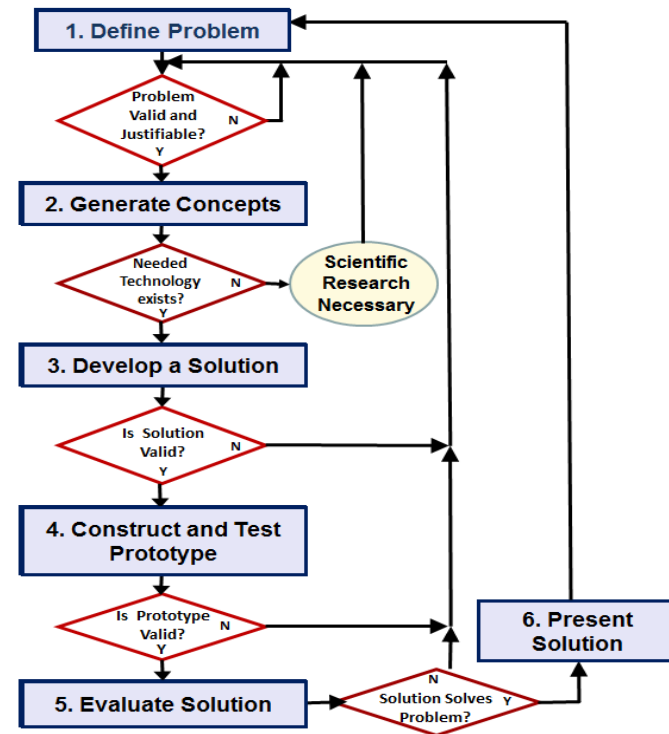 1. Define Problem
Problem
Valid and
Justifiable?
N
Y
2. Generate Concepts
Needed
Technology
exists?
N
Y
Scientific
Research
Necessary
3. Develop a Solution
Is Solution
Valid?
N
Y
4. Construct and Test
Prototype
Is Prototype
Valid?
N
Y
5. Evaluate Solution
N
Solution Solves
Problem?
Y
6. Present
Solution